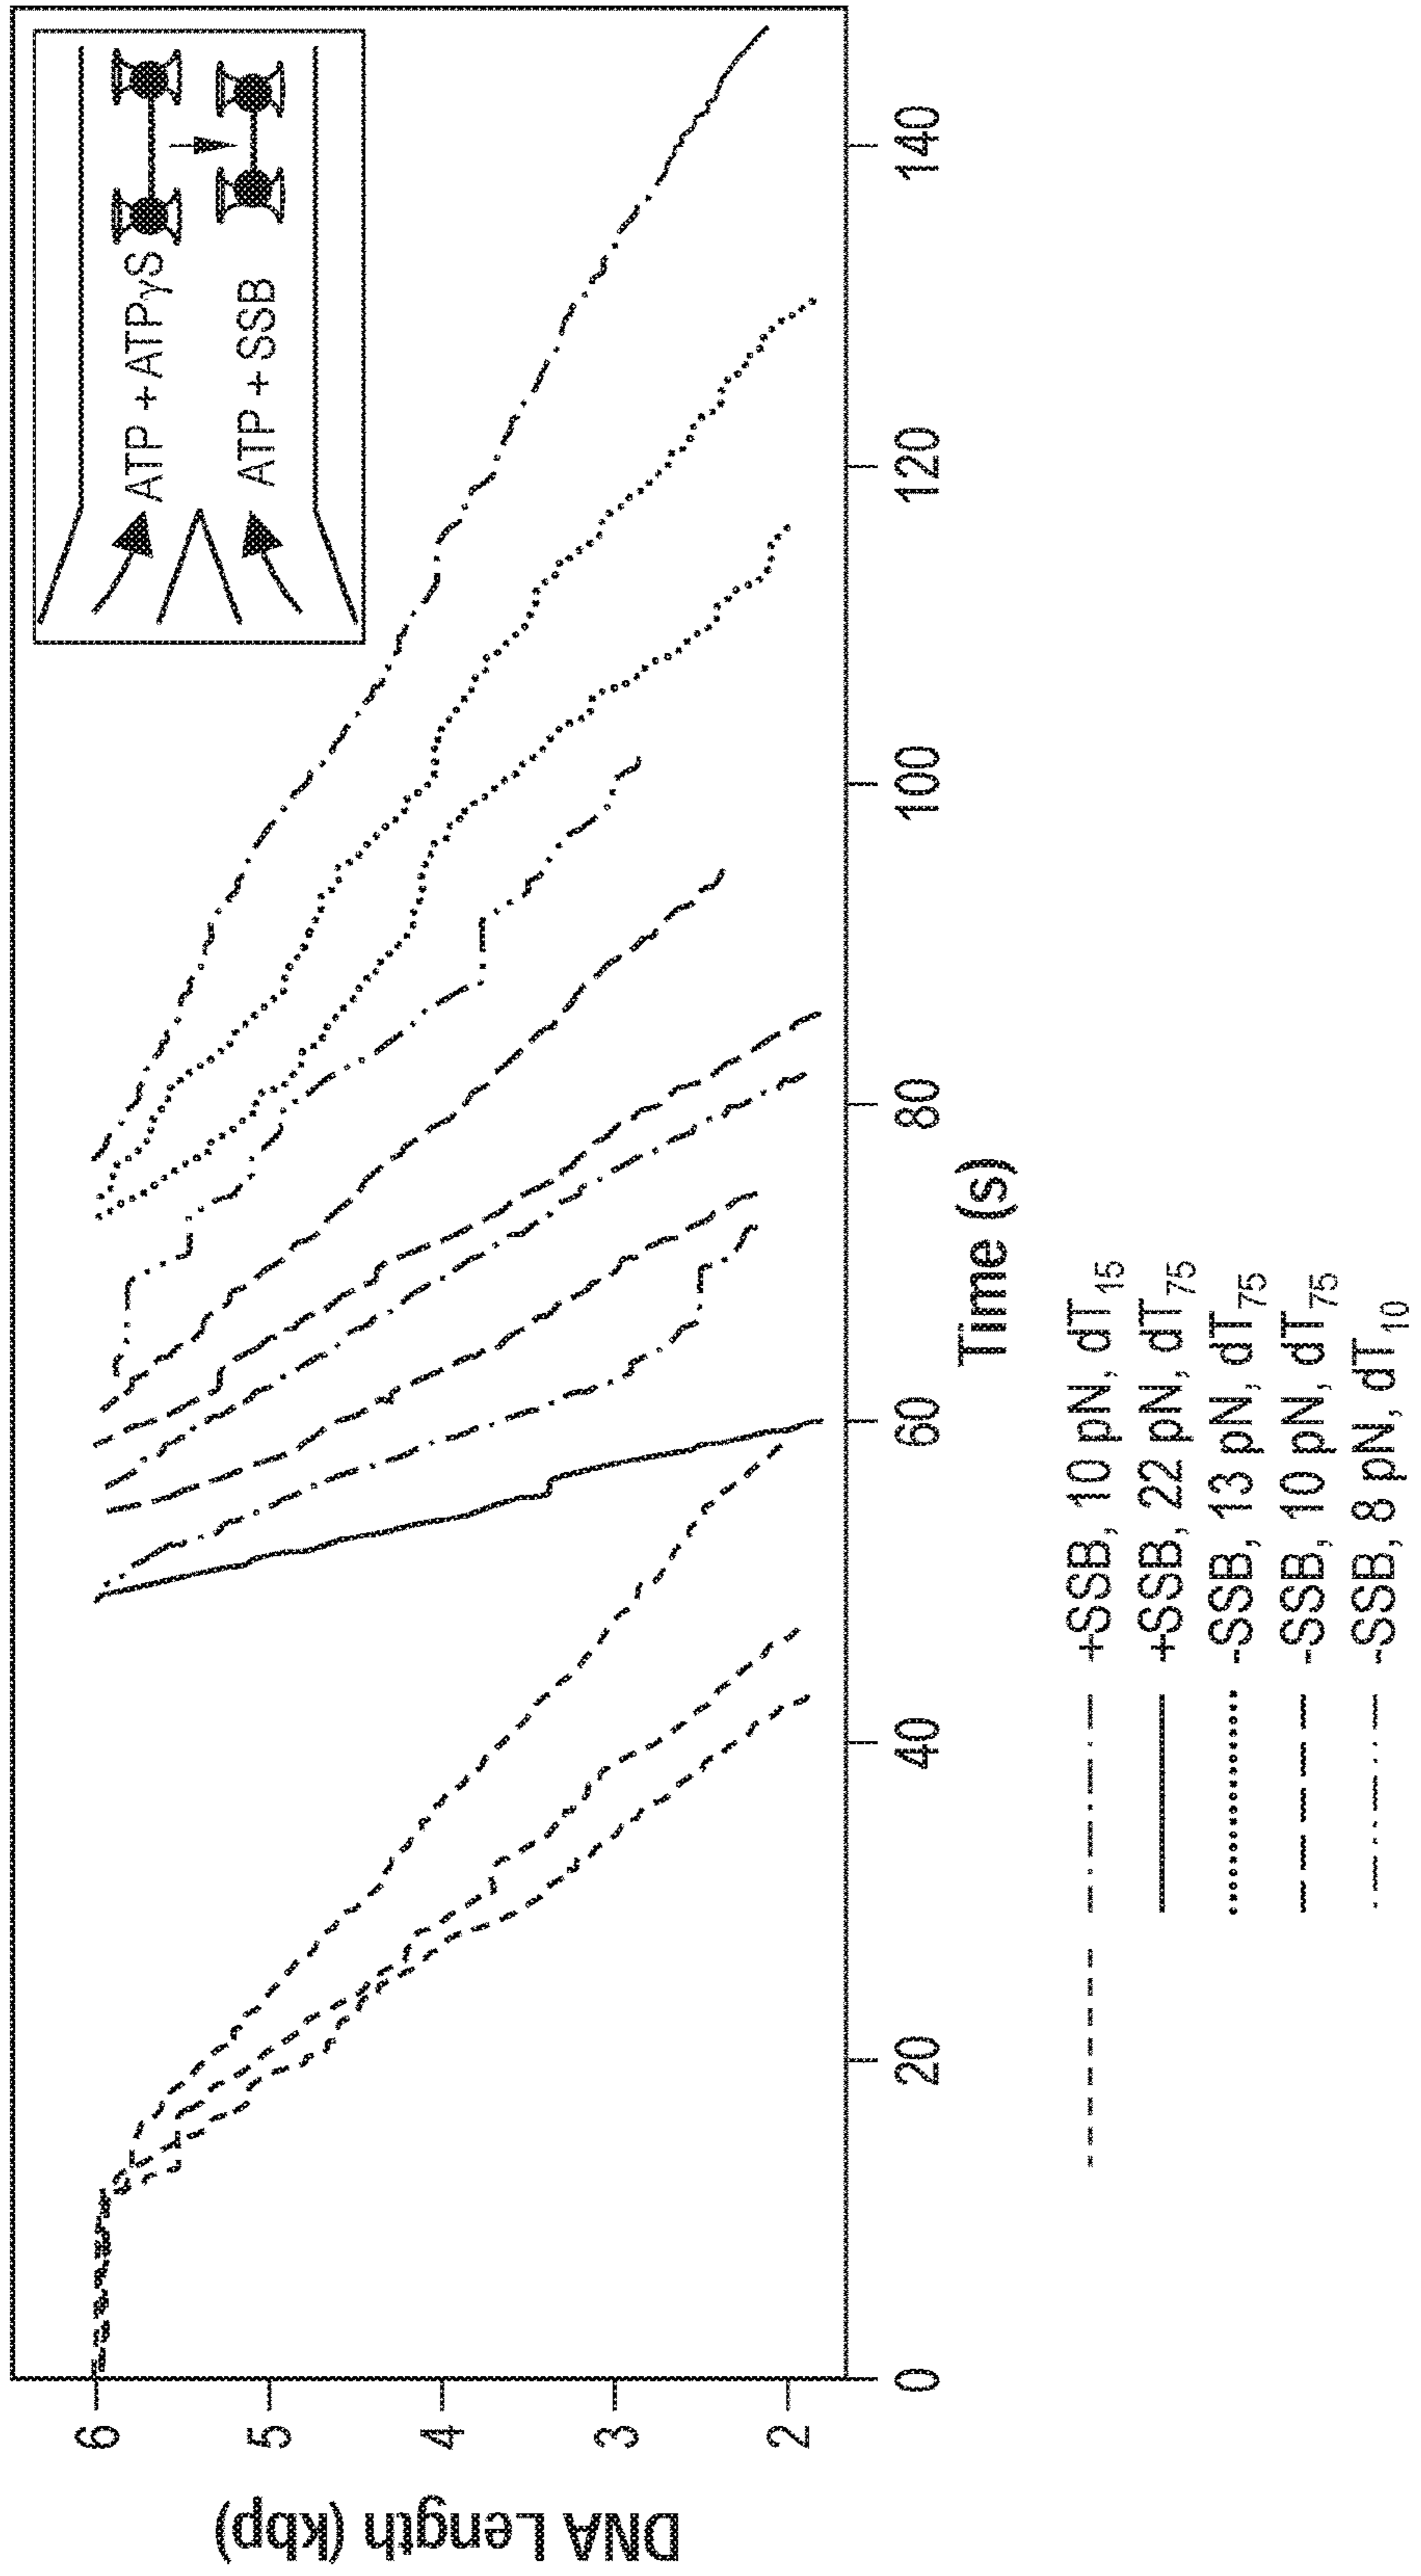 DNA Length (kbp)
6
5
4
3
2
0
20
40
60
80
100
120
140
Time (s)
ATP + ATPγS
ATP + SSB
+SSB, 10 pN, dT15
+SSB, 22 pN, dT75
-SSB, 13 pN, dT75
-SSB, 10 pN, dT75
-SSB, 8 pN, dT10